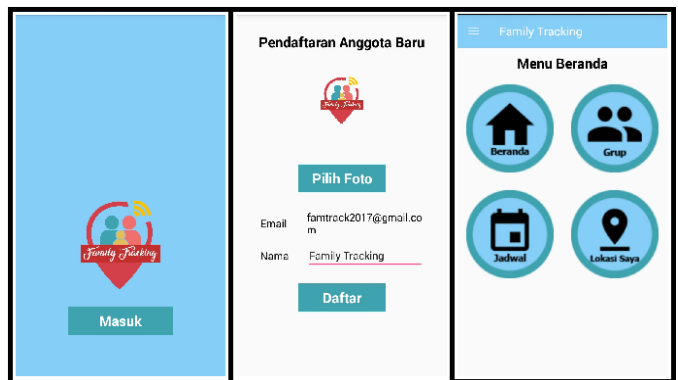 Family Tracking
Masuk
Pendaftaran Anggota Baru
Family Tracking
Pilih Foto
Email famtrack2017@gmail.co
m
Nama Family Tracking
Daftar
Family Tracking
Menu Beranda
Beranda Grup
Jadwal Lokasi Saya